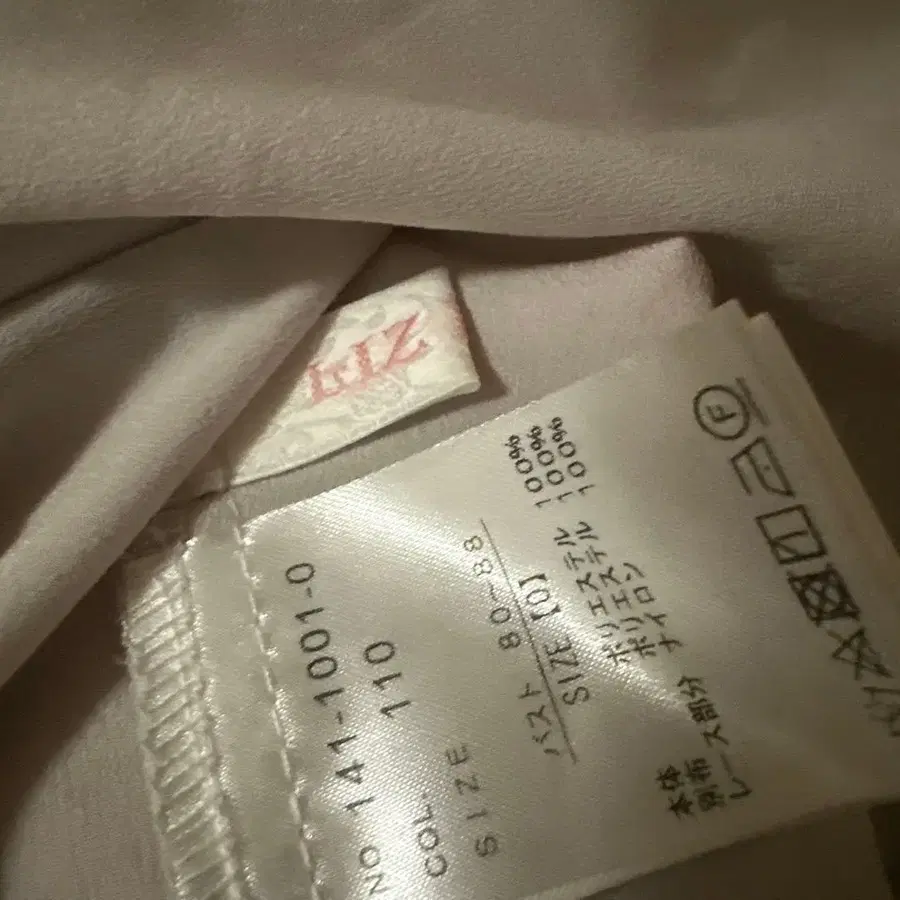 NO 141-1001-0
COL 110
SIZE
バスト 80-88
SIZE [0]
本体 ポリエステル 100%
別布 ポリエステル 100%
レース部分 ナイロン 100%
F